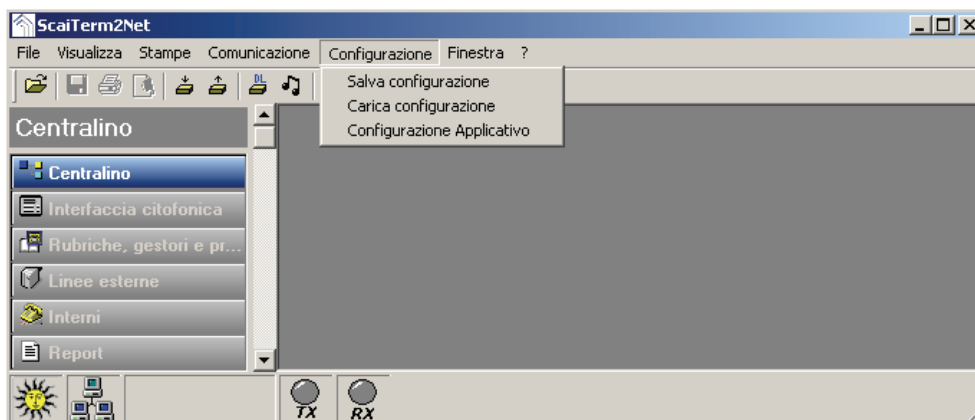 ScaiTerm2Net
File Visualizza Stampe Comunicazione Configurazione Finestra ?
DL
Salva configurazione
Carica configurazione
Configurazione Applicativo
Centralino
Centralino
Interfaccia citofonica
Rubriche, gestori e pr...
Linee esterne
Interni
Report
TX RX